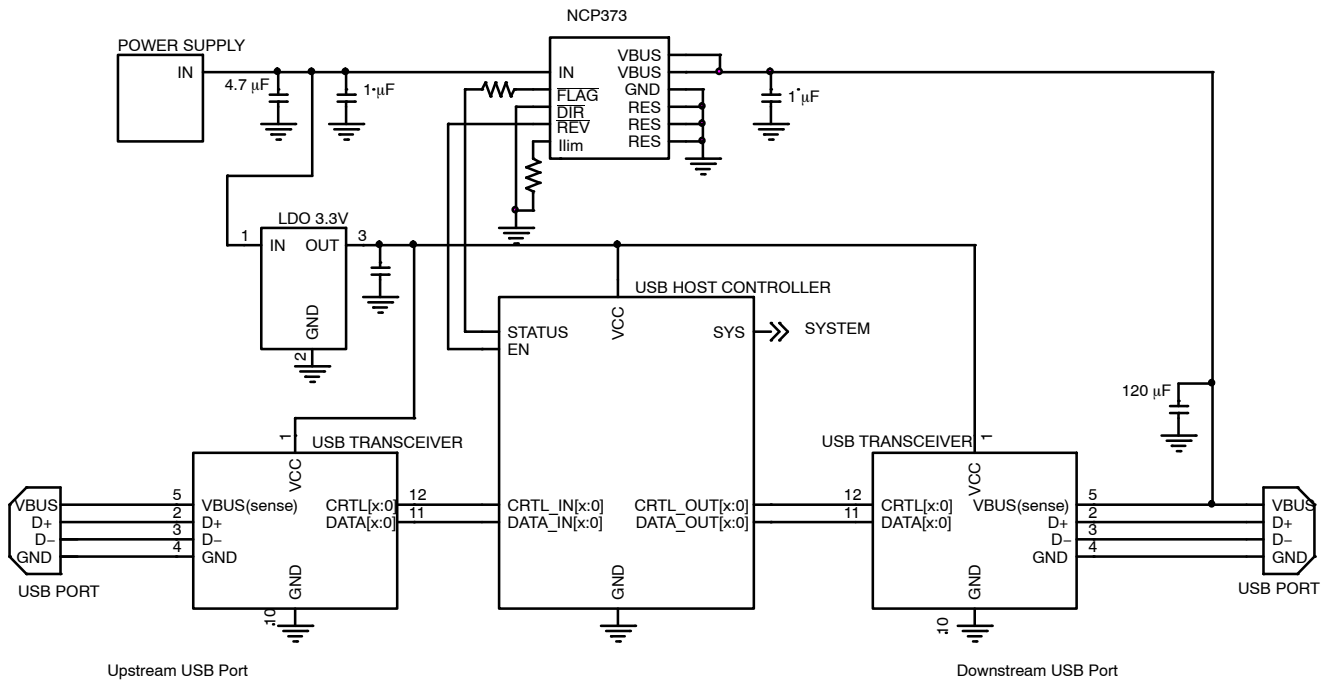 NCP373
POWER SUPPLY
IN
4.7 μF
1 μF
IN
FLAG
DIR
REV
Ilim
VBUS
VBUS
GND
RES
RES
RES
1 μF
LDO 3.3V
1
IN
OUT
3
GND
2
USB HOST CONTROLLER
VCC
STATUS
EN
SYS
SYSTEM
120 μF
1
USB TRANSCEIVER
VCC
USB TRANSCEIVER
1
VCC
VBUS
D+
D−
GND
USB PORT
5
2
3
4
VBUS(sense)
D+
D−
GND
CRTL[x:0]
DATA[x:0]
12
11
GND
10
CRTL_IN[x:0]
DATA_IN[x:0]
CRTL_OUT[x:0]
DATA_OUT[x:0]
GND
12
11
CRTL[x:0]
DATA[x:0]
VBUS(sense)
D+
D−
GND
5
2
3
4
GND
10
VBUS
D+
D−
GND
USB PORT
Upstream USB Port
Downstream USB Port